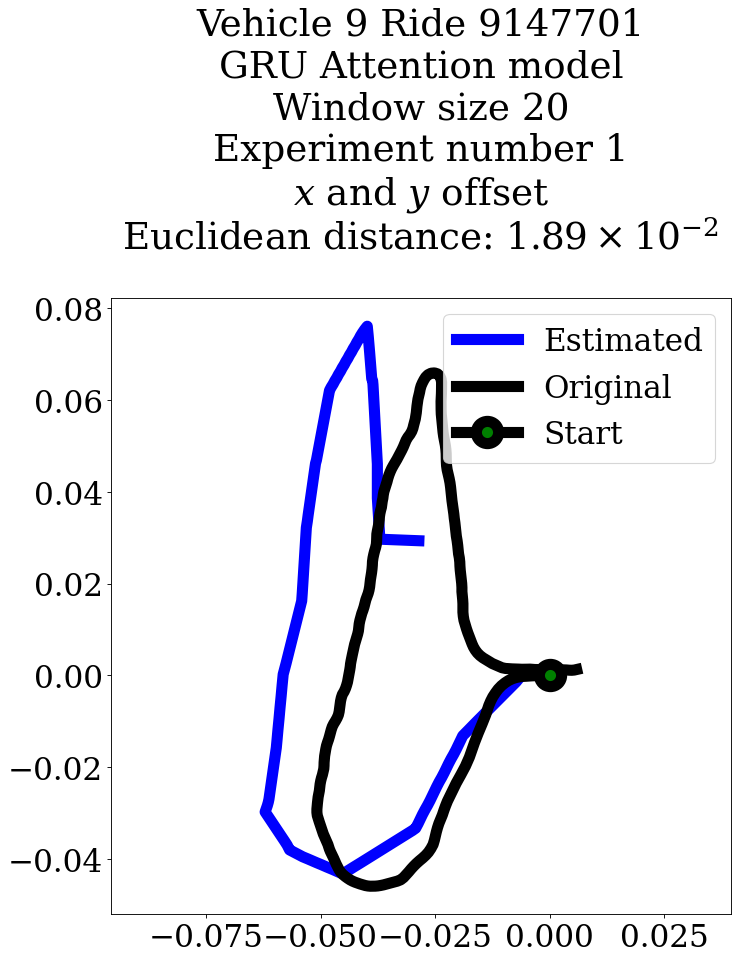 Vehicle 9 Ride 9147701
GRU Attention model
Window size 20
Experiment number 1
x and y offset
Euclidean distance: 1.89 × 10⁻²
Estimated
Original
Start
0.08
0.06
0.04
0.02
0.00
−0.02
−0.04
−0.075 −0.050 −0.025 0.000 0.025